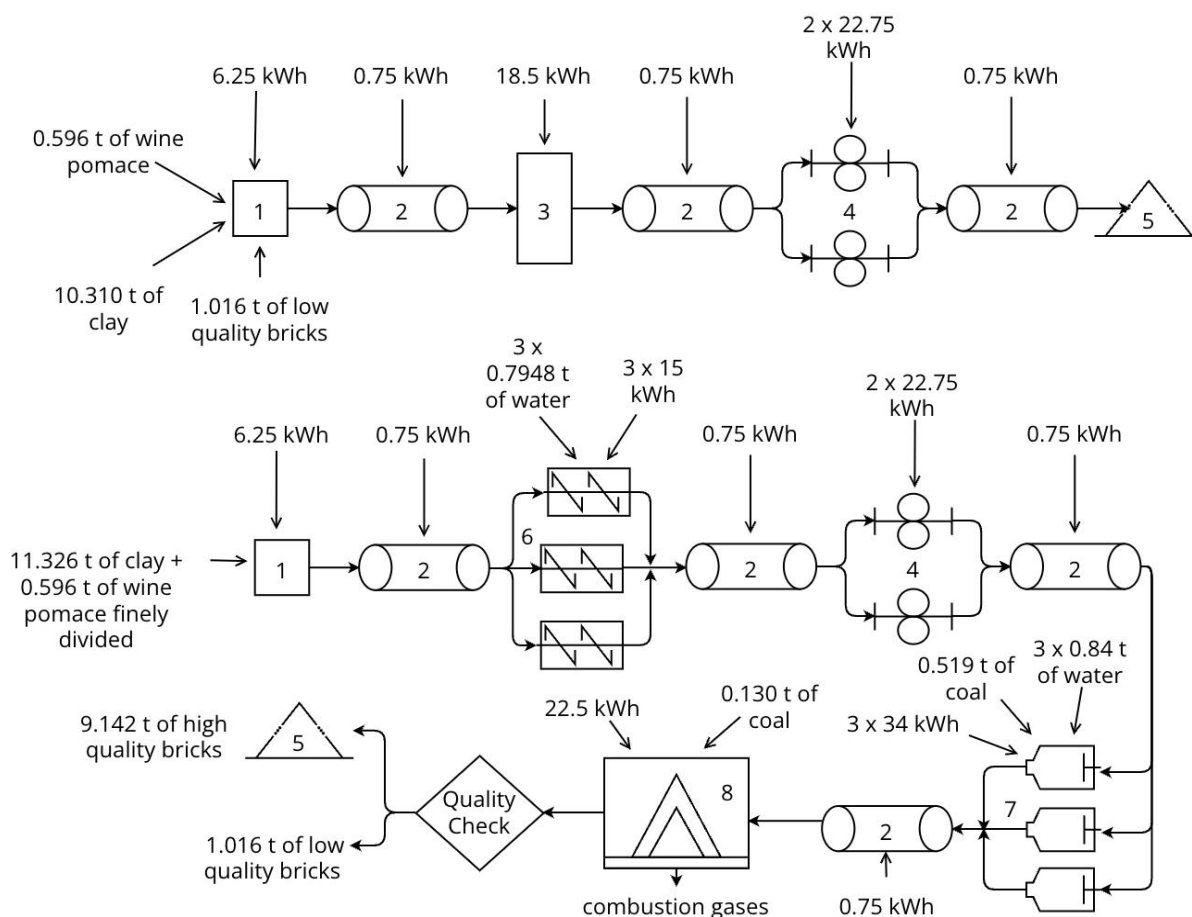 2 x 22.75
kWh
6.25 kWh
0.75 kWh
18.5 kWh
0.75 kWh
0.75 kWh
0.596 t of wine
pomace
1
2
3
2
4
2
5
10.310 t of
clay
1.016 t of low
quality bricks
3 x
0.7948 t
of water
3 x 15
kWh
2 x 22.75
kWh
6.25 kWh
0.75 kWh
0.75 kWh
0.75 kWh
11.326 t of clay +
0.596 t of wine
pomace finely
divided
1
2
6
2
4
2
0.519 t of
coal
3 x 0.84 t
of water
3 x 34 kWh
7
2
0.75 kWh
22.5 kWh
0.130 t of
coal
8
combustion gases
Quality
Check
9.142 t of high
quality bricks
5
1.016 t of low
quality bricks